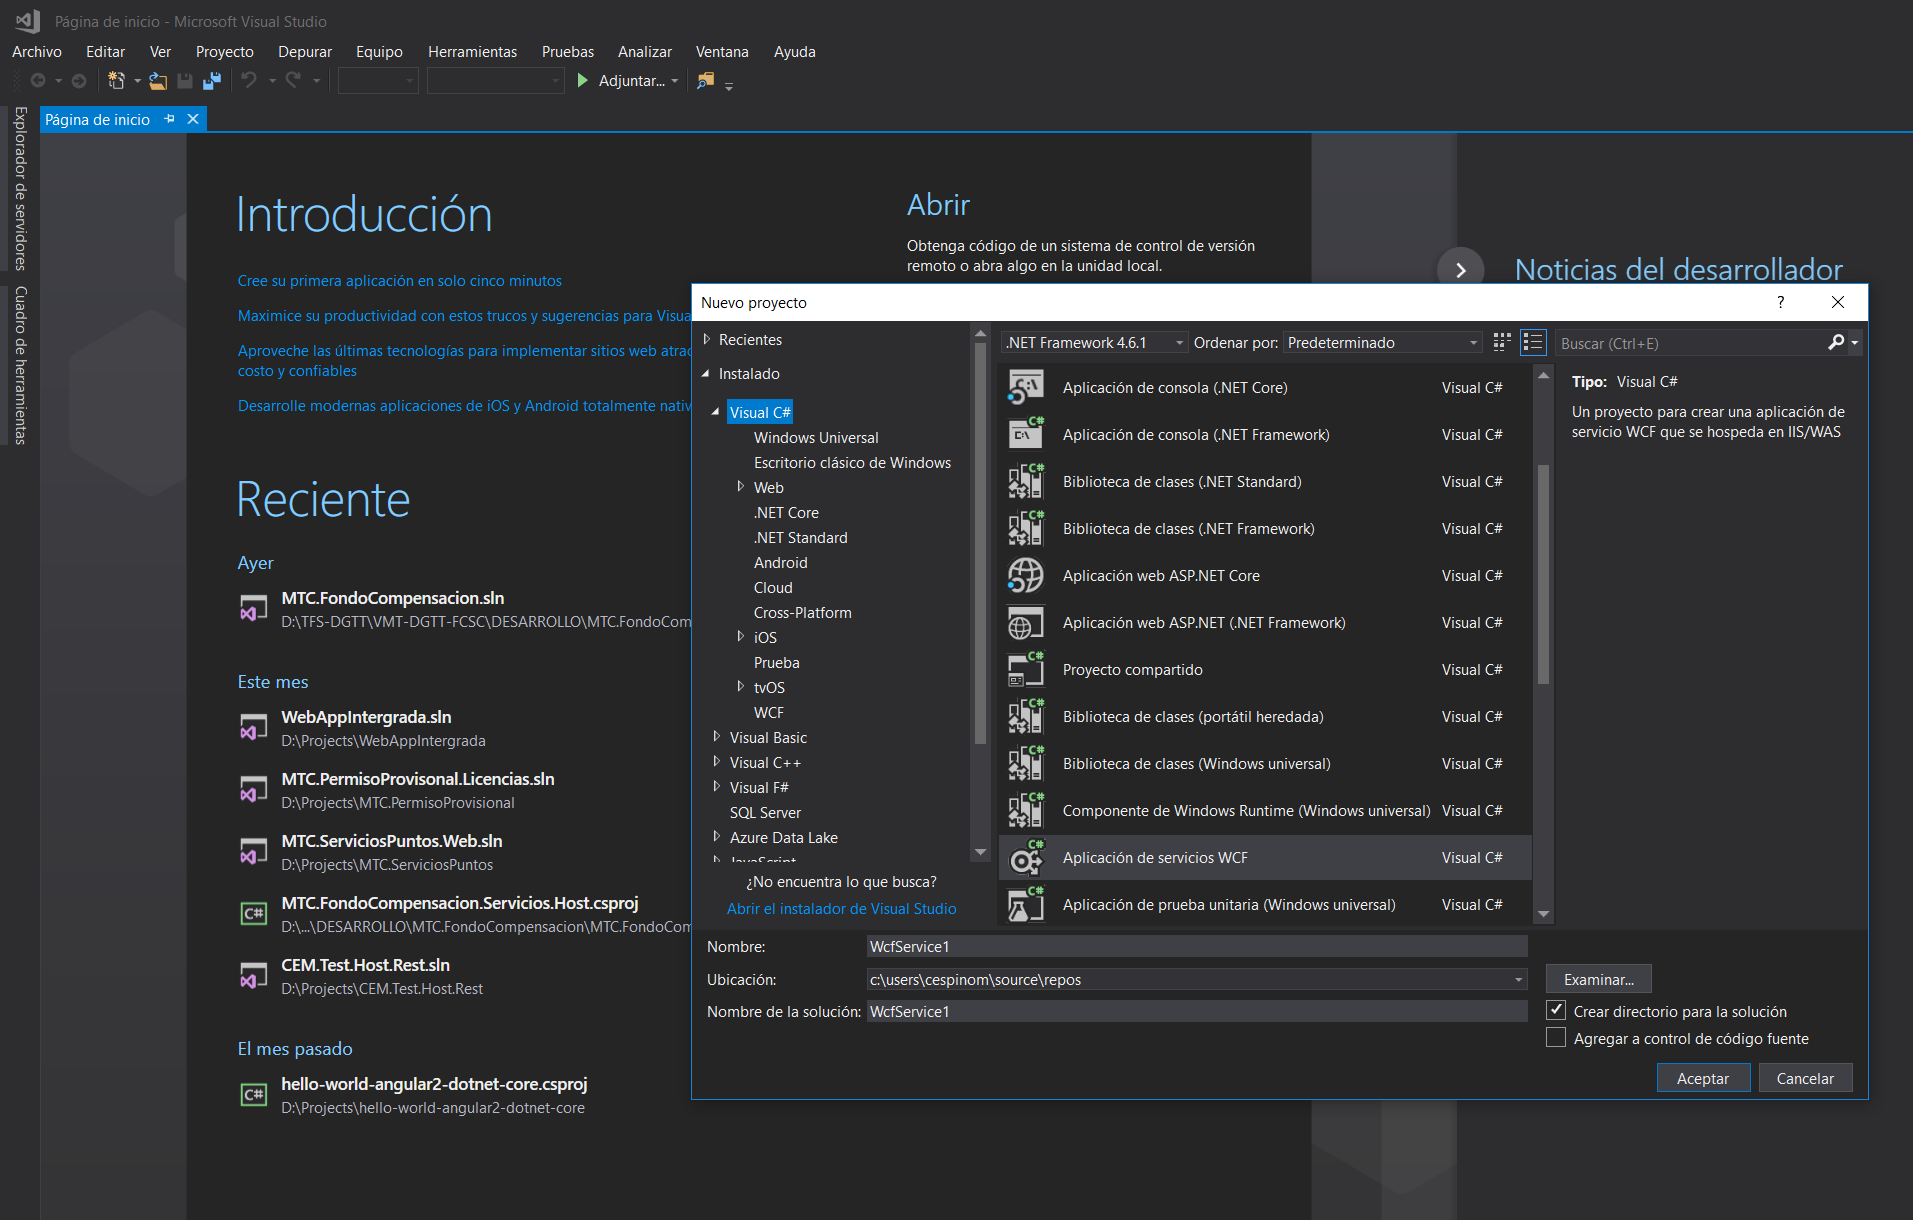 Página de inicio - Microsoft Visual Studio
Archivo Editar Ver Proyecto Depurar Equipo Herramientas Pruebas Analizar Ventana Ayuda
Adjuntar...
Explorador de servidores
Cuadro de herramientas
Página de inicio
Introducción
Cree su primera aplicación en solo cinco minutos
Maximice su productividad con estos trucos y sugerencias para Visua
Aproveche las últimas tecnologías para implementar sitios web atrac
costo y confiables
Desarrolle modernas aplicaciones de iOS y Android totalmente nativ
Reciente
Ayer
MTC.FondoCompensacion.sln
D:\TFS-DGTT\VMT-DGTT-FCSC\DESARROLLO\MTC.FondoCom
Este mes
WebAppIntergrada.sln
D:\Projects\WebAppIntergrada
MTC.PermisoProvisonal.Licencias.sln
D:\Projects\MTC.PermisoProvisional
MTC.ServiciosPuntos.Web.sln
D:\Projects\MTC.ServiciosPuntos
MTC.FondoCompensacion.Servicios.Host.csproj
D:\...\DESARROLLO\MTC.FondoCompensacion\MTC.FondoCom
CEM.Test.Host.Rest.sln
D:\Projects\CEM.Test.Host.Rest
El mes pasado
hello-world-angular2-dotnet-core.csproj
D:\Projects\hello-world-angular2-dotnet-core
Abrir
Obtenga código de un sistema de control de versión
remoto o abra algo en la unidad local.
Noticias del desarrollador
Nuevo proyecto
Recientes
Instalado
Visual C#
Windows Universal
Escritorio clásico de Windows
Web
.NET Core
.NET Standard
Android
Cloud
Cross-Platform
iOS
Prueba
tvOS
WCF
Visual Basic
Visual C++
Visual F#
SQL Server
Azure Data Lake
JavaScript
¿No encuentra lo que busca?
Abrir el instalador de Visual Studio
.NET Framework 4.6.1 Ordenar por: Predeterminado
Buscar (Ctrl+E)
Aplicación de consola (.NET Core) Visual C#
Aplicación de consola (.NET Framework) Visual C#
Biblioteca de clases (.NET Standard) Visual C#
Biblioteca de clases (.NET Framework) Visual C#
Aplicación web ASP.NET Core Visual C#
Aplicación web ASP.NET (.NET Framework) Visual C#
Proyecto compartido Visual C#
Biblioteca de clases (portátil heredada) Visual C#
Biblioteca de clases (Windows universal) Visual C#
Componente de Windows Runtime (Windows universal) Visual C#
Aplicación de servicios WCF Visual C#
Aplicación de prueba unitaria (Windows universal) Visual C#
Tipo: Visual C#
Un proyecto para crear una aplicación de
servicio WCF que se hospeda en IIS/WAS
Nombre: WcfService1
Ubicación: c:\users\cespinom\source\repos
Examinar...
Nombre de la solución: WcfService1
Crear directorio para la solución
Agregar a control de código fuente
Aceptar Cancelar